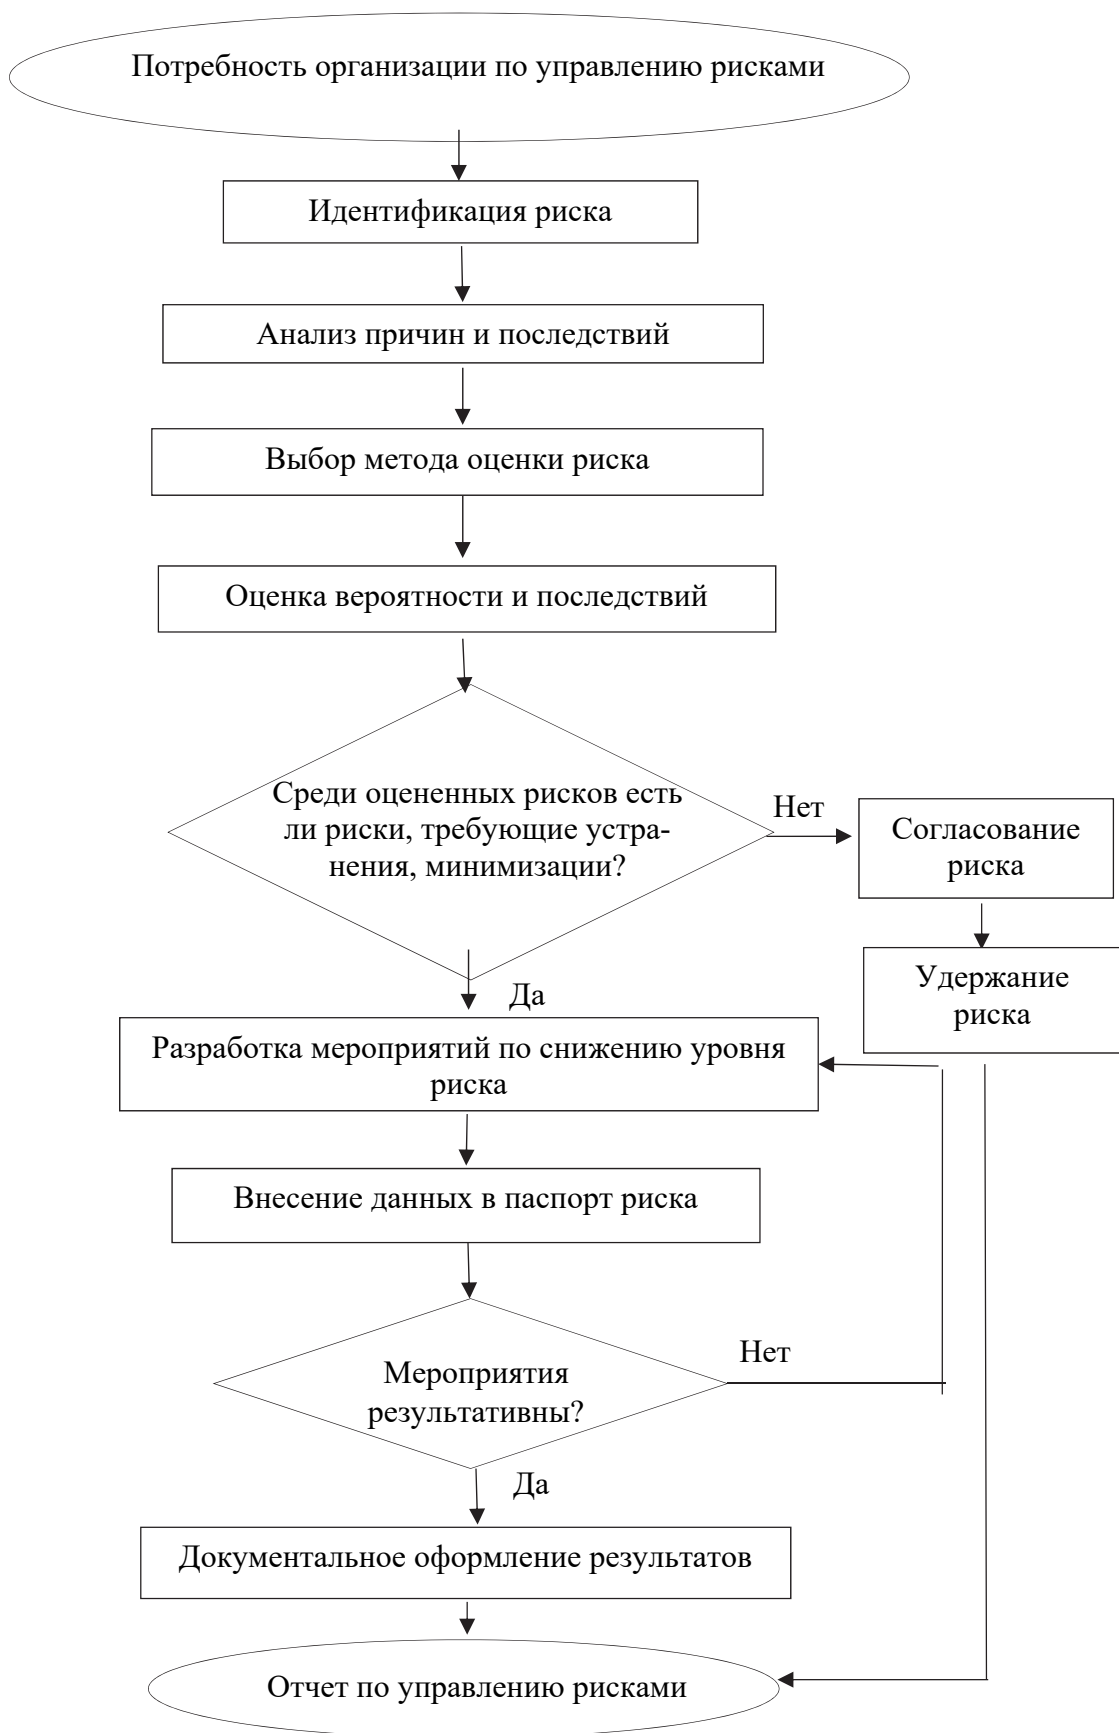 Потребность организации по управлению рисками
Идентификация риска
Анализ причин и последствий
Выбор метода оценки риска
Оценка вероятности и последствий
Среди оцененных рисков есть
ли риски, требующие устра-
нения, минимизации?
Нет
Согласование
риска
Удержание
риска
Да
Разработка мероприятий по снижению уровня
риска
Внесение данных в паспорт риска
Мероприятия
результативны?
Нет
Да
Документальное оформление результатов
Отчет по управлению рисками